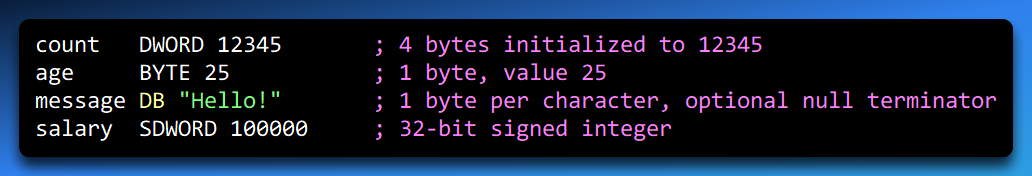 count   DWORD 12345       ; 4 bytes initialized to 12345
age     BYTE 25           ; 1 byte, value 25
message DB "Hello!"       ; 1 byte per character, optional null terminator
salary  SDWORD 100000     ; 32-bit signed integer